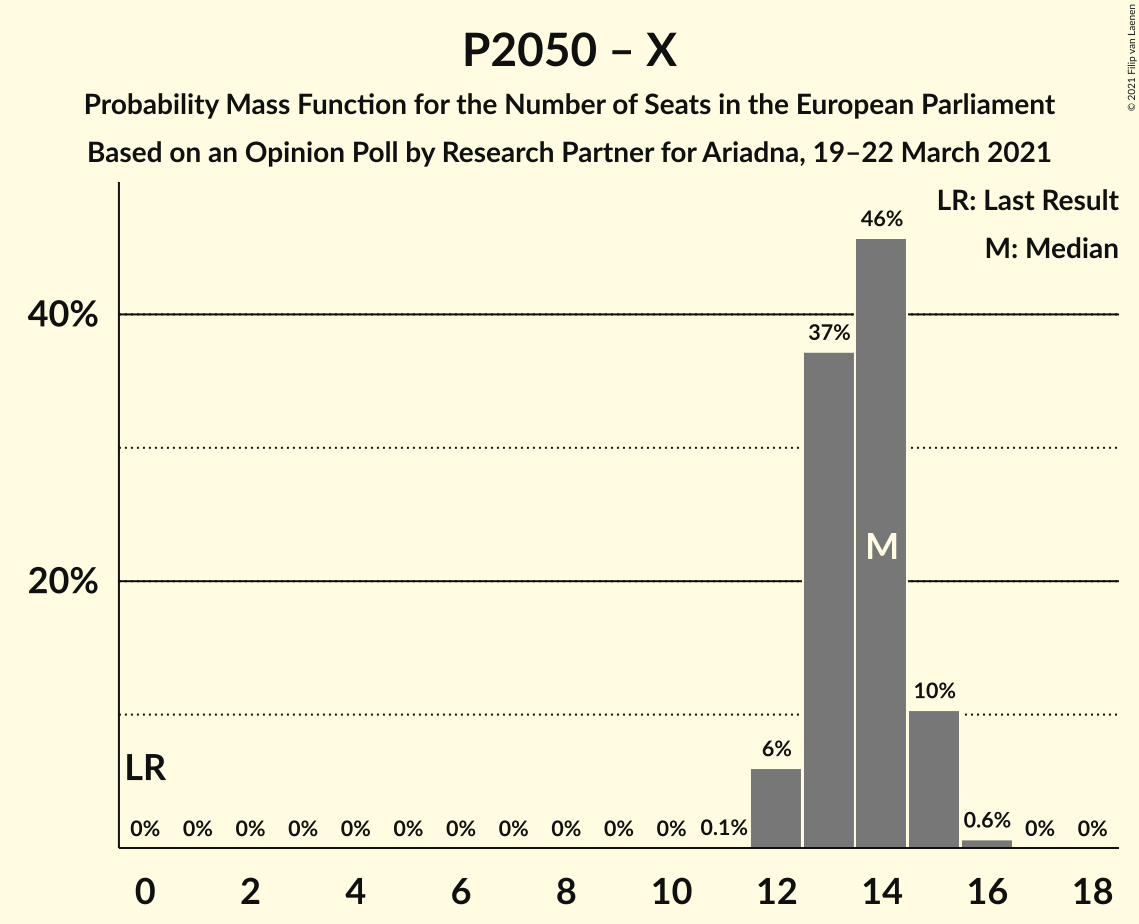 P2050 – X
Probability Mass Function for the Number of Seats in the European Parliament
Based on an Opinion Poll by Research Partner for Ariadna, 19–22 March 2021
© 2021 Filip van Laenen
LR: Last Result
M: Median
40%
20%
46%
37%
M
10%
6%
LR
0% 0% 0% 0% 0% 0% 0% 0% 0% 0% 0% 0.1% 0.6% 0% 0%
0 2 4 6 8 10 12 14 16 18